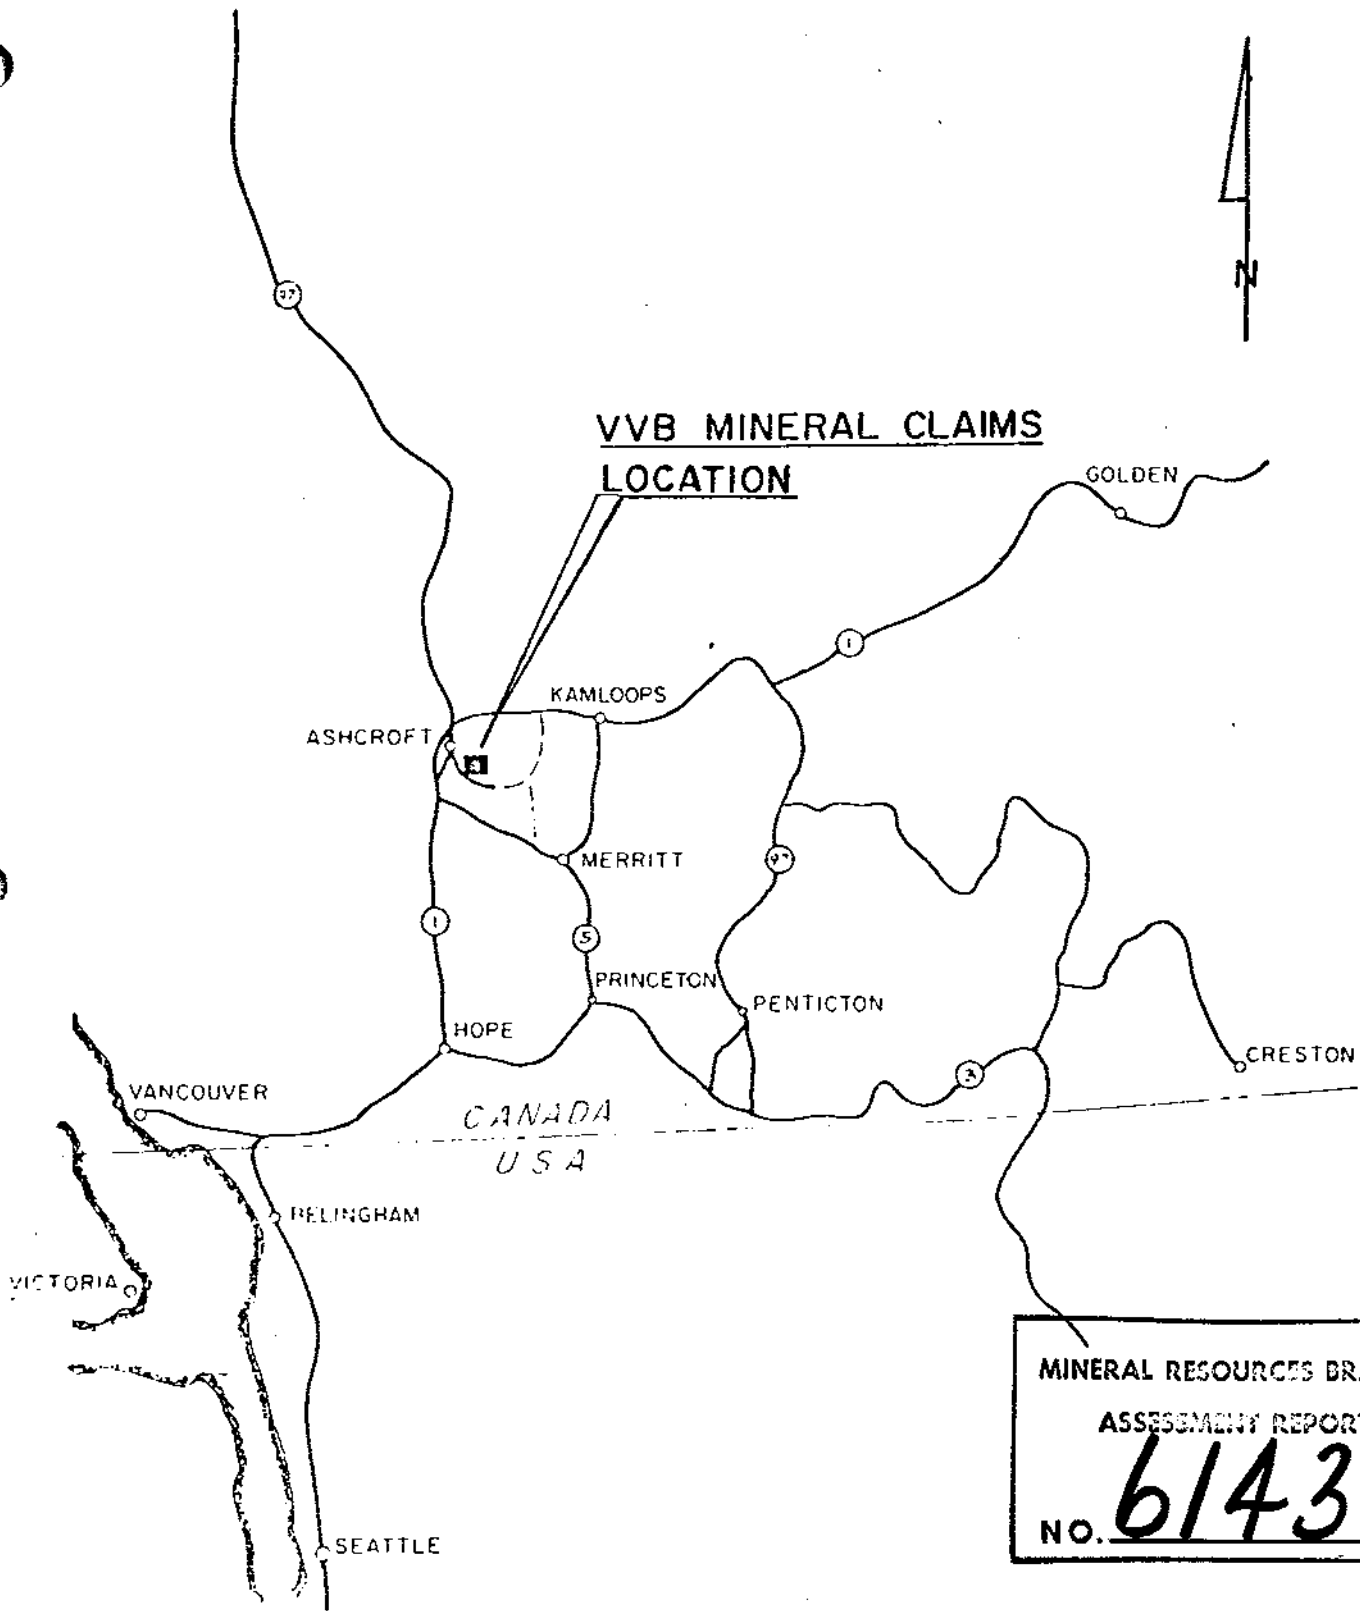 N
97
VVB MINERAL CLAIMS
LOCATION
GOLDEN
1
KAMLOOPS
ASHCROFT
MERRITT
97
1
5
PRINCETON
PENTICTON
HOPE
CRESTON
3
VANCOUVER
CANADA
USA
BELINGHAM
VICTORIA
MINERAL RESOURCES BR
ASSESSMENT REPORT
NO. 6143
SEATTLE